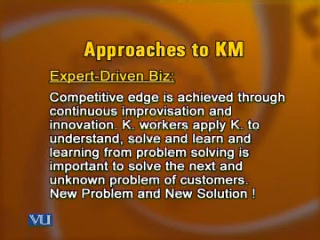 Approaches to KM
Expert-Driven Biz:
Competitive edge is achieved through
continuous improvisation and
innovation. K. workers apply K. to
understand, solve and learn and
learning from problem solving is
important to solve the next and
unknown problem of customers.
New Problem and New Solution !
VU